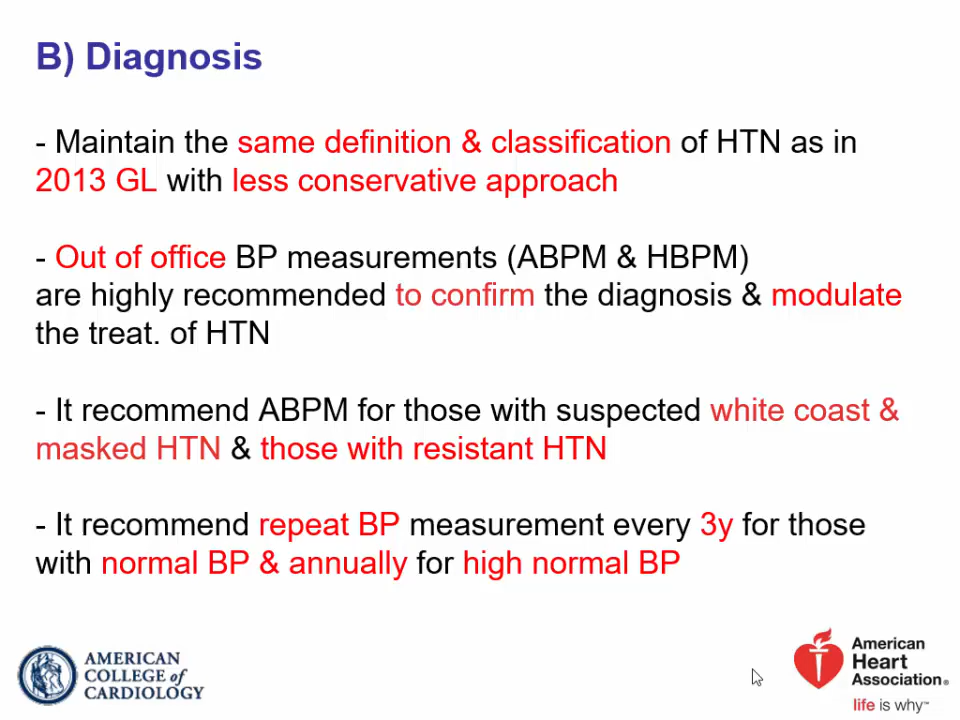 B) Diagnosis
- Maintain the same definition & classification of HTN as in
2013 GL with less conservative approach
- Out of office BP measurements (ABPM & HBPM)
are highly recommended to confirm the diagnosis & modulate
the treat. of HTN
- It recommend ABPM for those with suspected white coast &
masked HTN & those with resistant HTN
- It recommend repeat BP measurement every 3y for those
with normal BP & annually for high normal BP
AMERICAN
COLLEGE of
CARDIOLOGY
American
Heart
Association®
life is why™